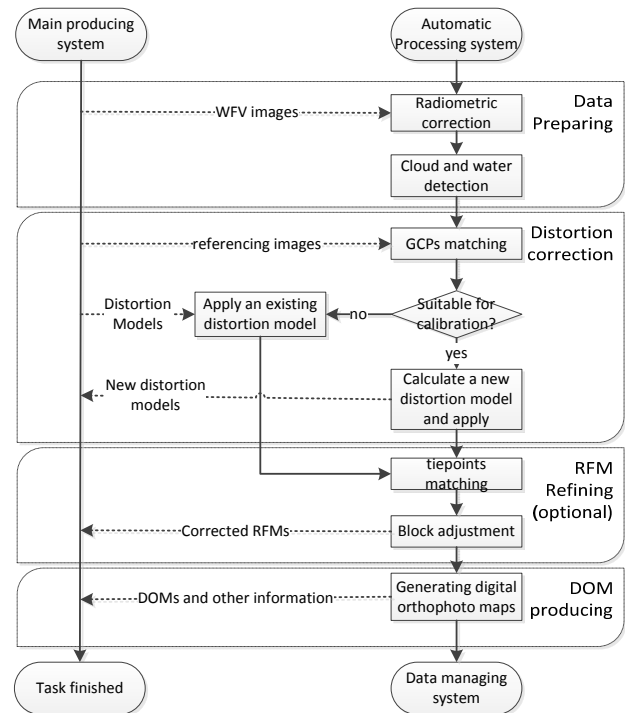 Main producing
system
Automatic
Processing system
WFV images
Radiometric
correction
Data
Preparing
Cloud and water
detection
referencing images
GCPs matching
Distortion
correction
Distortion
Models
Apply an existing
distortion model
no
Suitable for
calibration?
yes
New distortion
models
Calculate a new
distortion model
and apply
tiepoints
matching
RFM
Refining
(optional)
Corrected RFMs
Block adjustment
DOMs and other information
Generating digital
orthophoto maps
DOM
producing
Task finished
Data managing
system